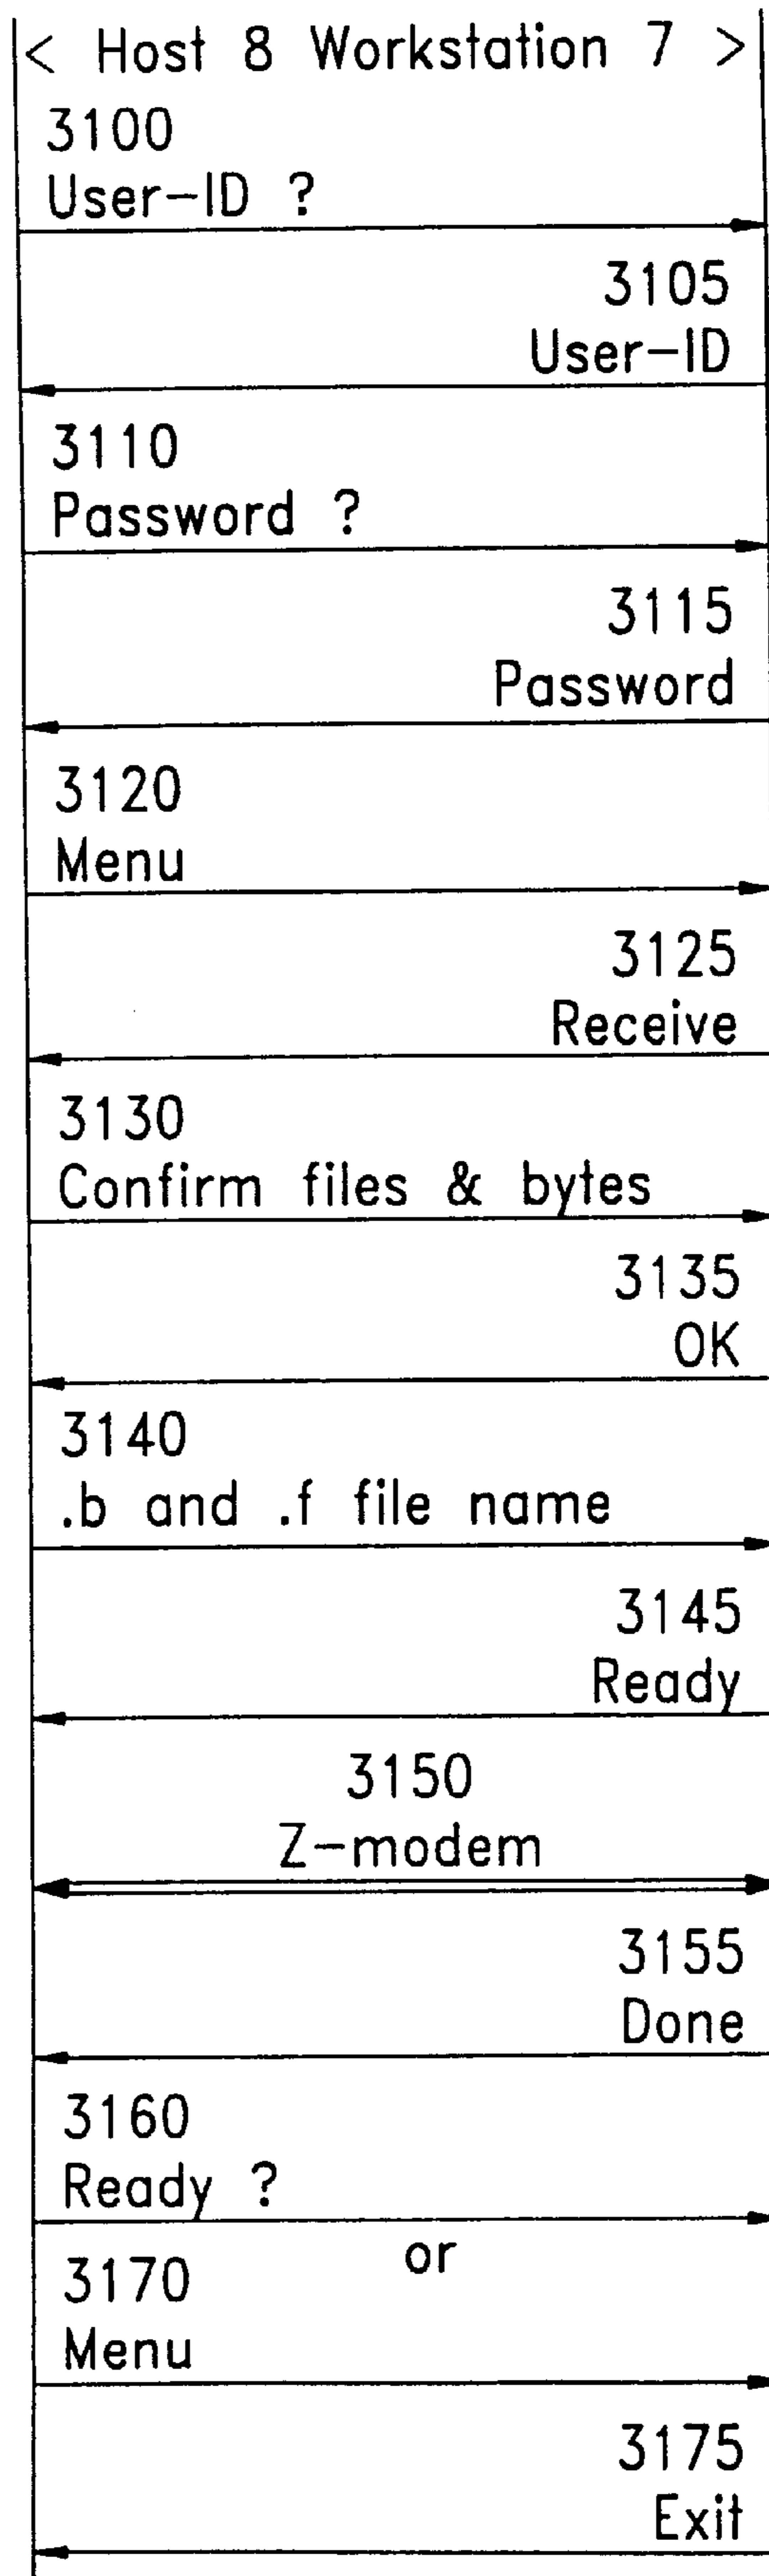 < Host 8 Workstation 7 >
3100
User-ID ?
3105
User-ID
3110
Password ?
3115
Password
3120
Menu
3125
Receive
3130
Confirm files & bytes
3135
OK
3140
.b and .f file name
3145
Ready
3150
Z-modem
3155
Done
3160
Ready ?
or
3170
Menu
3175
Exit